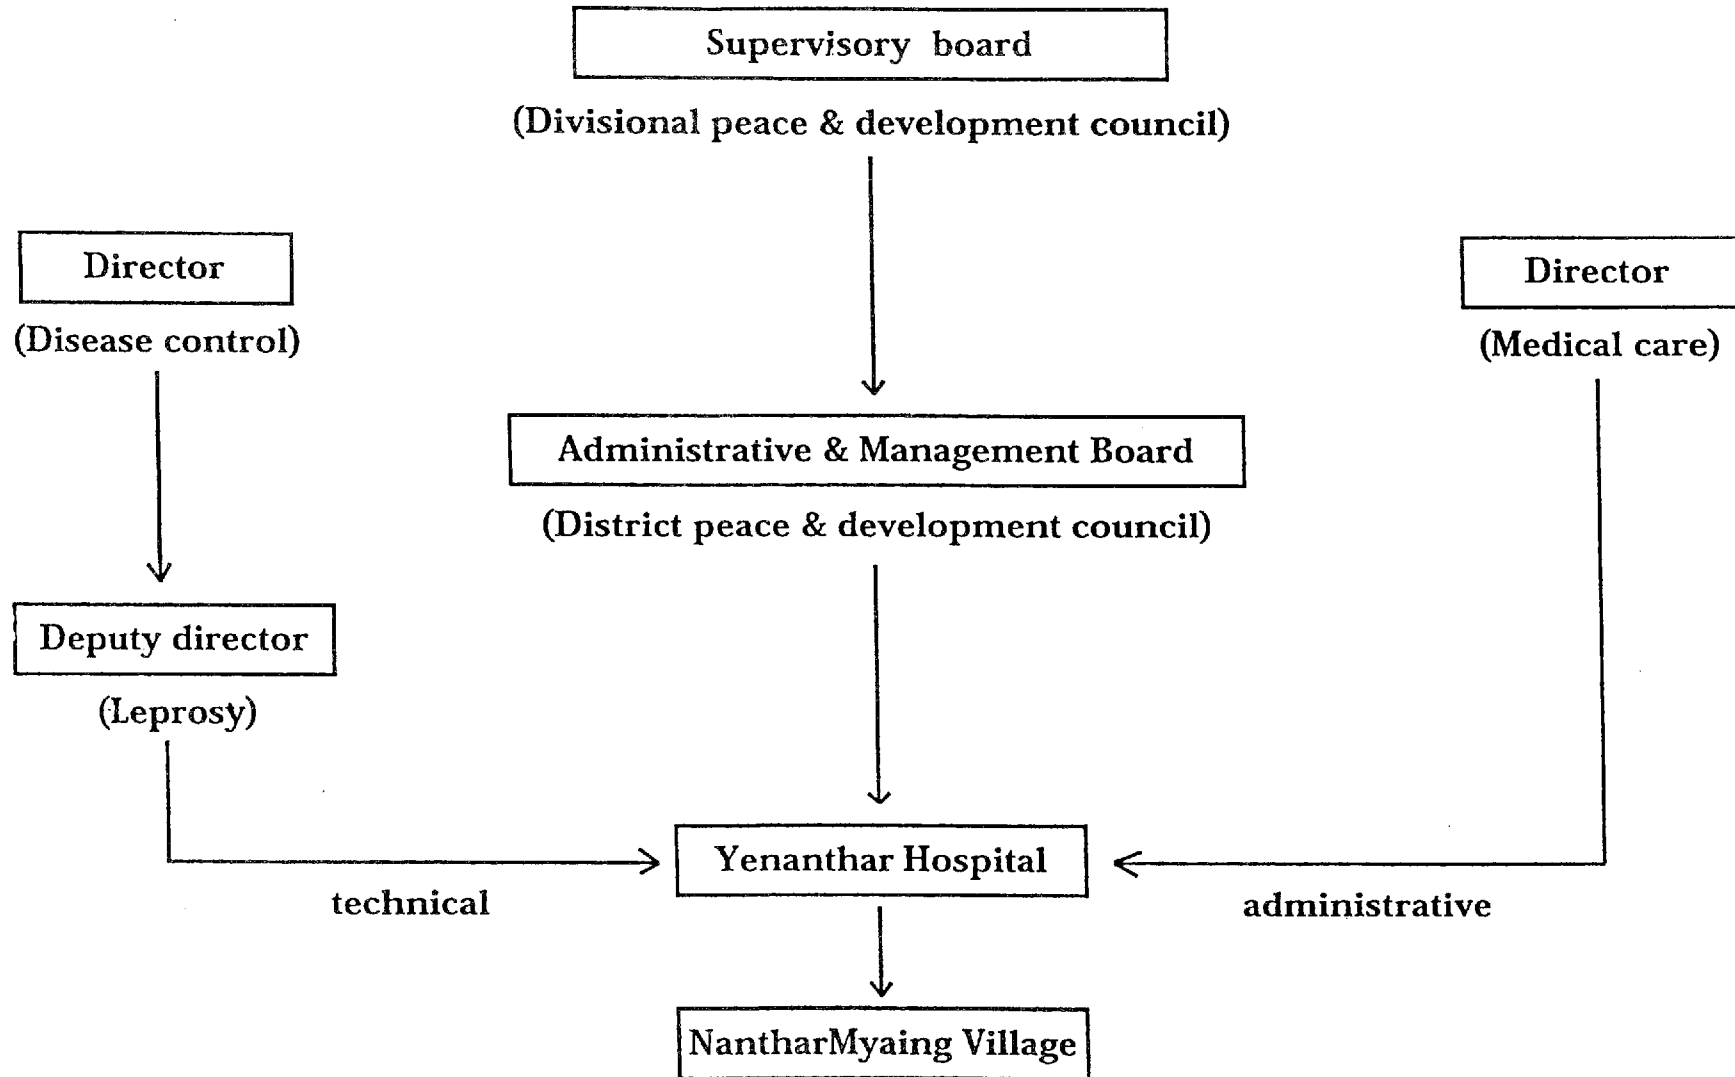 Supervisory board
(Divisional peace & development council)
Director
(Disease control)
Director
(Medical care)
Administrative & Management Board
(District peace & development council)
Deputy director
(Leprosy)
Yenanthar Hospital
technical
administrative
NantharMyaing Village